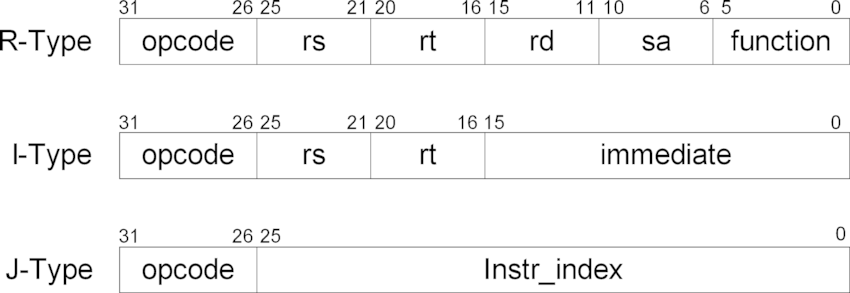 31 26 25 21 20 16 15 11 10 6 5 0
R-Type opcode rs rt rd sa function
31 26 25 21 20 16 15 0
I-Type opcode rs rt immediate
31 26 25 0
J-Type opcode Instr_index